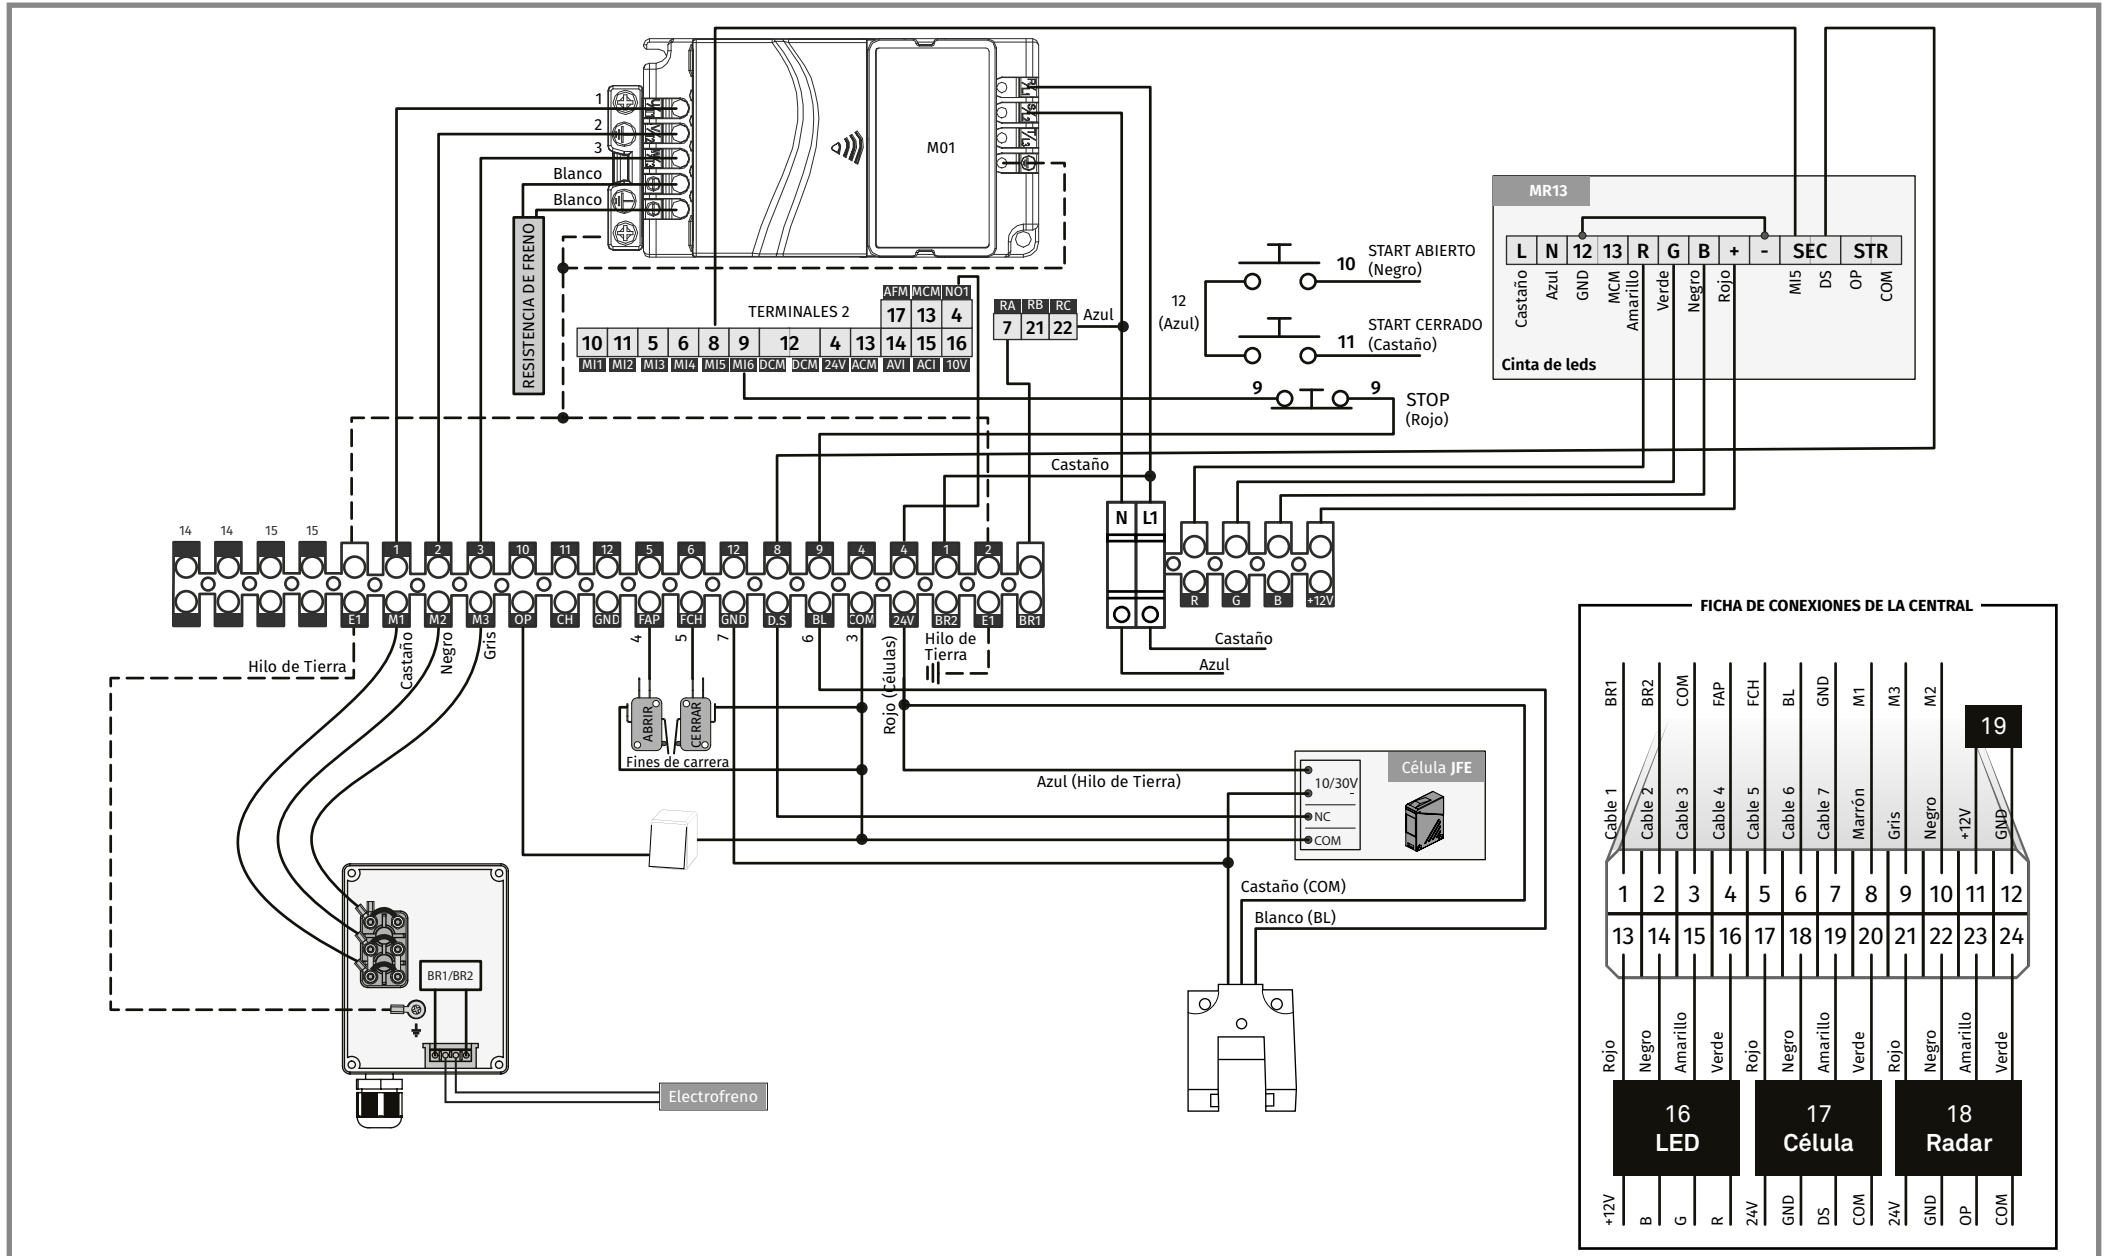 1
2
3
Blanco
Blanco
RESISTENCIA DE FRENO
M01
TERMINALES 2
AFM MCM NO1
17 13 4
10 11 5 6 8 9 12 4 13 14 15 16
MI1 MI2 MI3 MI4 MI5 MI6 DCM DCM 24V ACM AVI ACI 10V
RA RB RC
7 21 22
Azul
12
(Azul)
10 START ABIERTO
(Negro)
11 START CERRADO
(Castaño)
9 9 STOP
(Rojo)
MR13
L N 12 13 R G B + - SEC STR
Castaño Azul GND MCM Amarillo Verde Negro Rojo MI5 DS OP COM
Cinta de leds
Castaño
N L1
14 14 15 15 1 2 3 10 11 12 5 6 12 8 9 4 4 1 2
E1 M1 M2 M3 OP CH GND FAP FCH GND D.S BL COM 24V BR2 E1 BR1
R G B +12V
Castaño
Azul
Hilo de Tierra
Castaño
Negro
Gris
4 5 7 6 3
Rojo (Células)
Hilo de
Tierra
ABRIR
CERRAR
Fines de carrera
Azul (Hilo de Tierra)
10/30V
-
NC
COM
Célula JFE
Castaño (COM)
Blanco (BL)
BR1/BR2
Electrofreno
FICHA DE CONEXIONES DE LA CENTRAL
BR1 BR2 COM FAP FCH BL GND M1 M3 M2
19
Cable 1 Cable 2 Cable 3 Cable 4 Cable 5 Cable 6 Cable 7 Marrón Gris Negro +12V GND
1 2 3 4 5 6 7 8 9 10 11 12
13 14 15 16 17 18 19 20 21 22 23 24
Rojo Negro Amarillo Verde Rojo Negro Amarillo Verde Rojo Negro Amarillo Verde
16 17 18
LED Célula Radar
+12V B G R 24V GND DS COM 24V GND OP COM